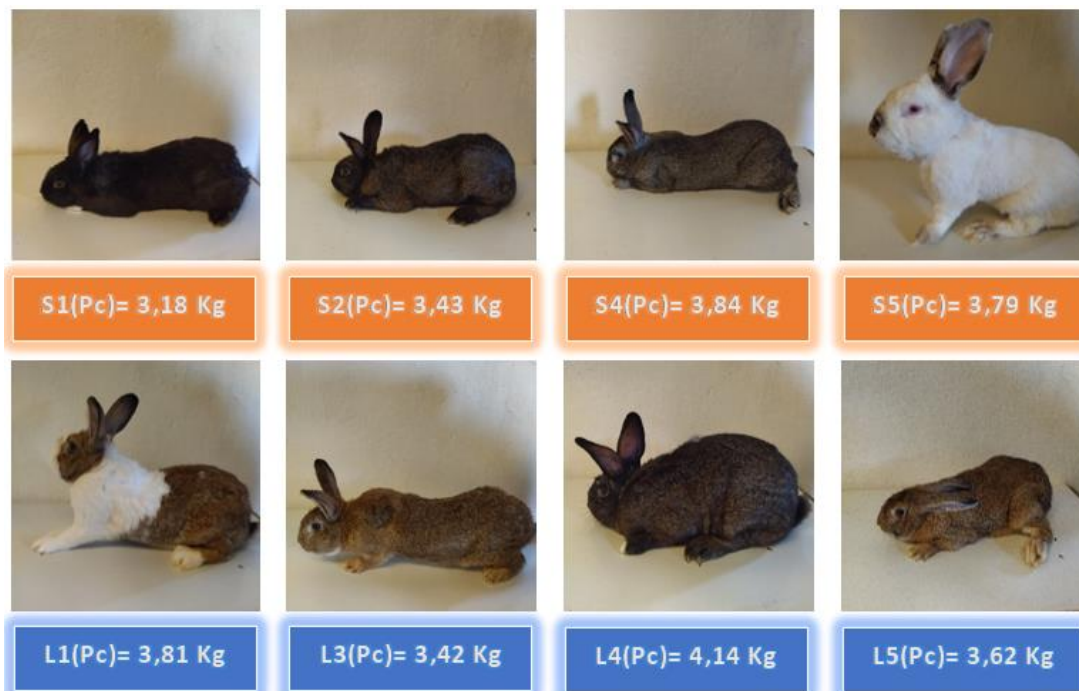 S1(Pc)= 3,18 Kg
S2(Pc)= 3,43 Kg
S4(Pc)= 3,84 Kg
S5(Pc)= 3,79 Kg
L1(Pc)= 3,81 Kg
L3(Pc)= 3,42 Kg
L4(Pc)= 4,14 Kg
L5(Pc)= 3,62 Kg